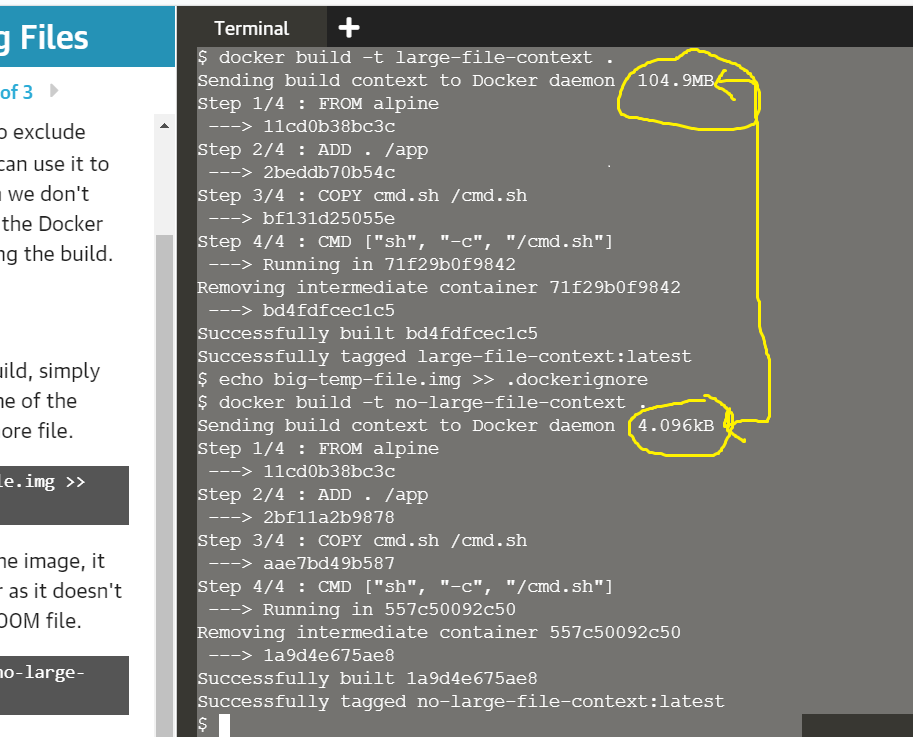 g Files
of 3
o exclude
can use it to
we don't
the Docker
ng the build.
uild, simply
ne of the
ore file.
le.img >>
he image, it
r as it doesn't
OOM file.
no-large-
Terminal
$ docker build -t large-file-context .
Sending build context to Docker daemon 104.9MB
Step 1/4 : FROM alpine
---> 11cd0b38bc3c
Step 2/4 : ADD . /app
---> 2beddb70b54c
Step 3/4 : COPY cmd.sh /cmd.sh
---> bf131d25055e
Step 4/4 : CMD ["sh", "-c", "/cmd.sh"]
---> Running in 71f29b0f9842
Removing intermediate container 71f29b0f9842
---> bd4fdfcec1c5
Successfully built bd4fdfcec1c5
Successfully tagged large-file-context:latest
$ echo big-temp-file.img >> .dockerignore
$ docker build -t no-large-file-context .
Sending build context to Docker daemon 4.096kB
Step 1/4 : FROM alpine
---> 11cd0b38bc3c
Step 2/4 : ADD . /app
---> 2bf11a2b9878
Step 3/4 : COPY cmd.sh /cmd.sh
---> aae7bd49b587
Step 4/4 : CMD ["sh", "-c", "/cmd.sh"]
---> Running in 557c50092c50
Removing intermediate container 557c50092c50
---> 1a9d4e675ae8
Successfully built 1a9d4e675ae8
Successfully tagged no-large-file-context:latest
$